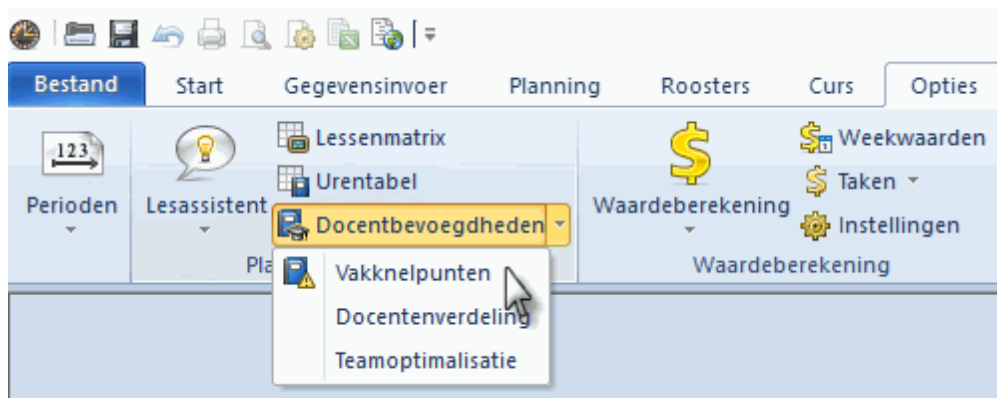 Bestand Start Gegevensinvoer Planning Roosters Curs Opties
123
Perioden
Lesassistent
Lessenmatrix
Urentabel
Docentbevoegdheden
Pla
Vakknelpunten
Docentenverdeling
Teamoptimalisatie
Waardeberekening
Weekwaarden
Taken
Instellingen
Waardeberekening